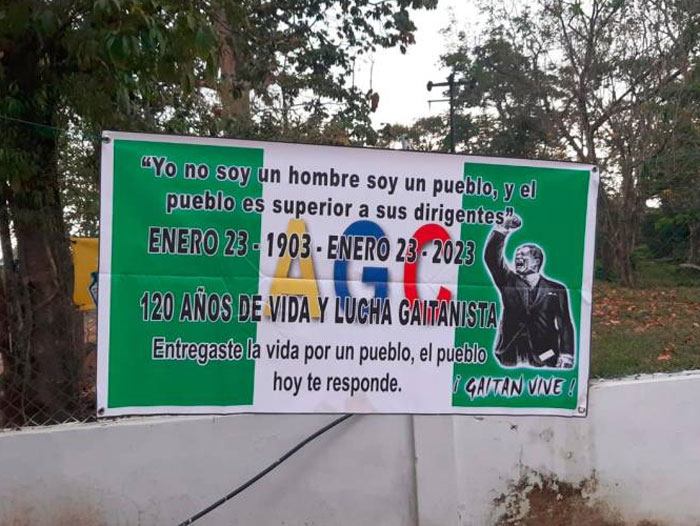 “Yo no soy un hombre soy un pueblo, y el
pueblo es superior a sus dirigentes”
ENERO 23 - 1903 - ENERO 23 - 2023
AGC
120 AÑOS DE VIDA Y LUCHA GAITANISTA
Entregaste la vida por un pueblo, el pueblo
hoy te responde.
¡ GAITAN VIVE !